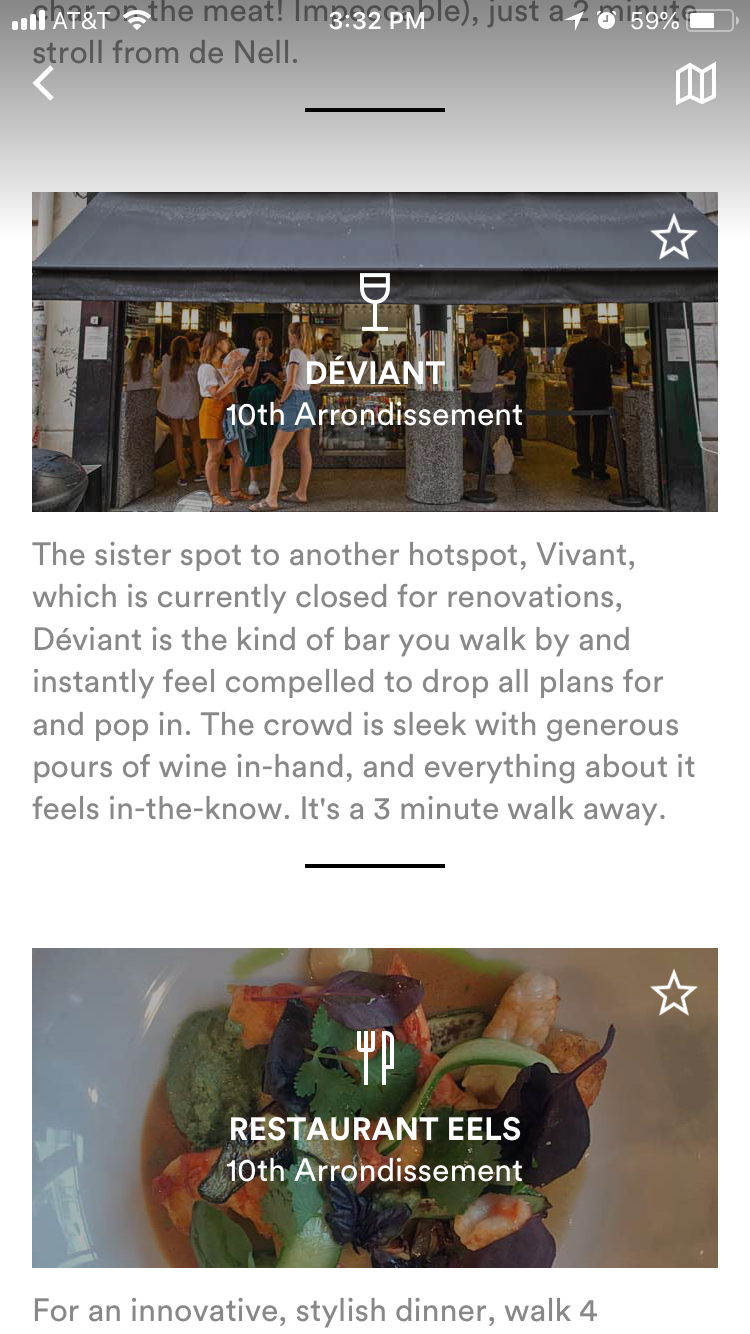 char on the meat! Impeccable), just a 2 minute
AT&T 3:32 PM 59%
stroll from de Nell.
DÉVIANT
10th Arrondissement
The sister spot to another hotspot, Vivant,
which is currently closed for renovations,
Déviant is the kind of bar you walk by and
instantly feel compelled to drop all plans for
and pop in. The crowd is sleek with generous
pours of wine in-hand, and everything about it
feels in-the-know. It's a 3 minute walk away.
RESTAURANT EELS
10th Arrondissement
For an innovative, stylish dinner, walk 4